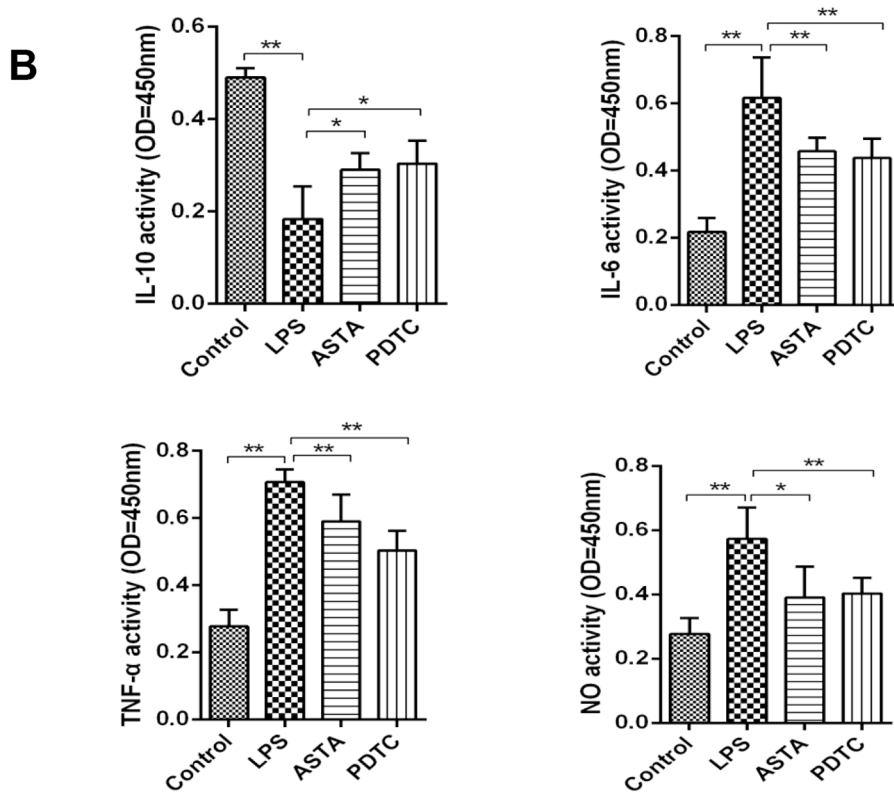 B
IL-10 activity (OD=450nm)
0.6
0.4
0.2
0.0
**
*
*
Control
LPS
ASTA
PDTC
IL-6 activity (OD=450nm)
0.8
0.6
0.4
0.2
0.0
**
**
**
Control
LPS
ASTA
PDTC
TNF-α activity (OD=450nm)
0.8
0.6
0.4
0.2
0.0
**
**
**
Control
LPS
ASTA
PDTC
NO activity (OD=450nm)
0.8
0.6
0.4
0.2
0.0
**
**
*
Control
LPS
ASTA
PDTC